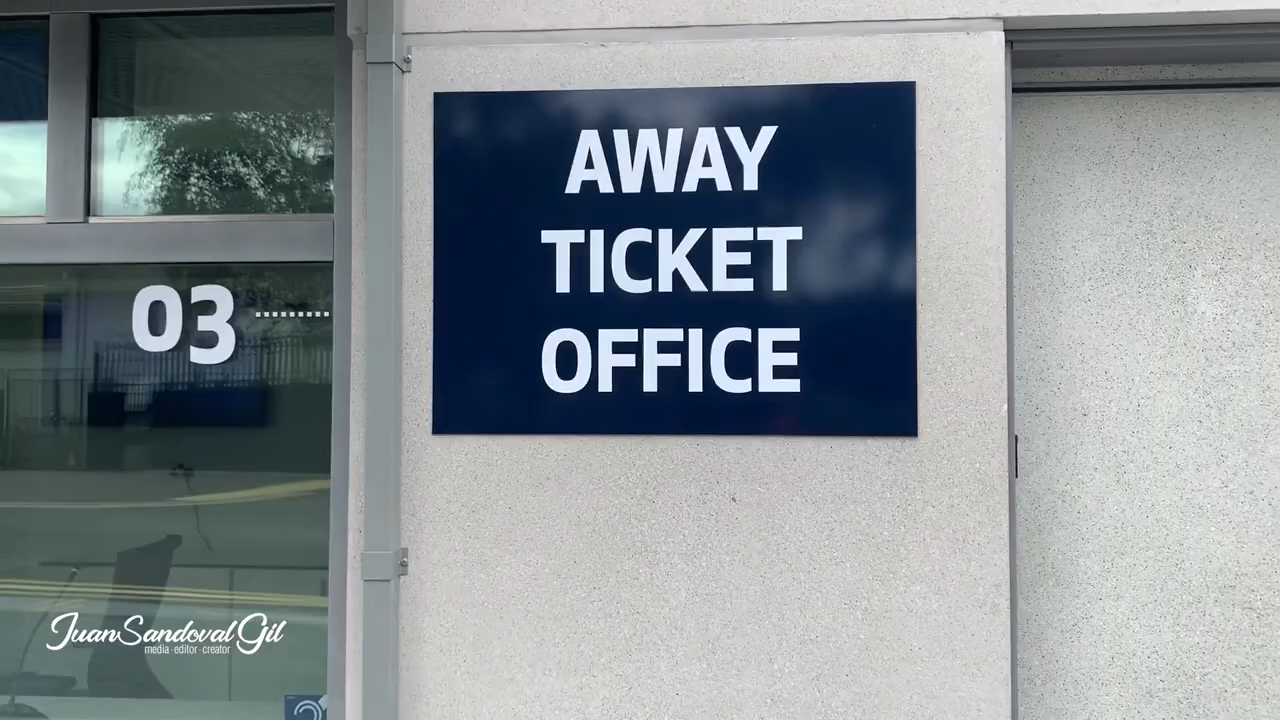 AWAY
TICKET
OFFICE
03
JuanSandovalGil
media·editor·creator